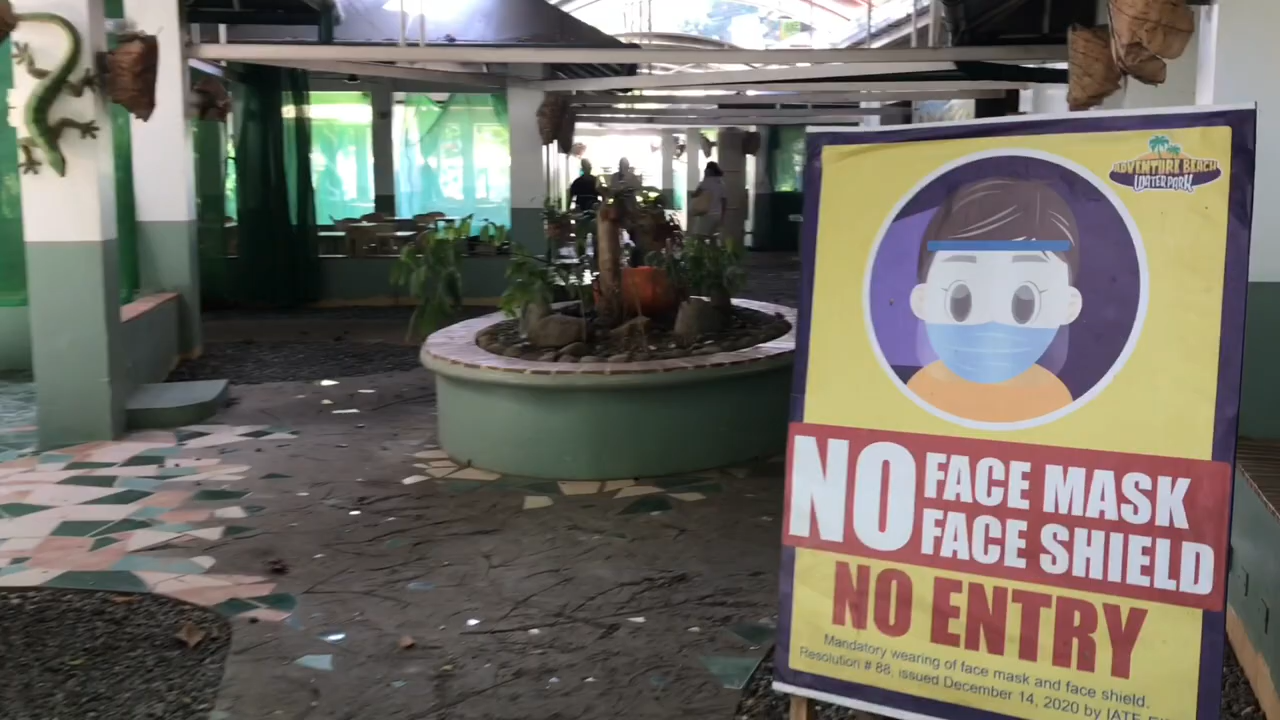 ADVENTURE BEACH
WATERPARK
NO FACE MASK
FACE SHIELD
NO ENTRY
Mandatory wearing of face mask and face shield.
Resolution # 88, issued December 14, 2020 by IATF